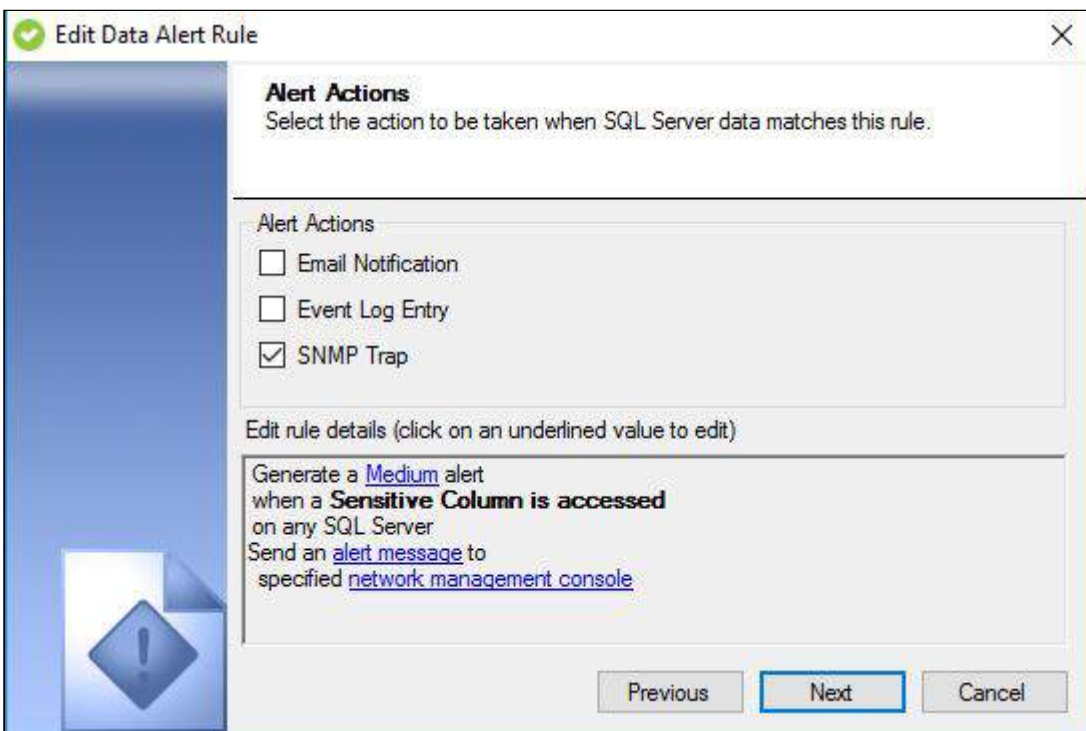 Edit Data Alert Rule
Alert Actions
Select the action to be taken when SQL Server data matches this rule.
Alert Actions
Email Notification
Event Log Entry
SNMP Trap
Edit rule details (click on an underlined value to edit)
Generate a Medium alert
when a Sensitive Column is accessed
on any SQL Server
Send an alert message to
specified network management console
Previous
Next
Cancel